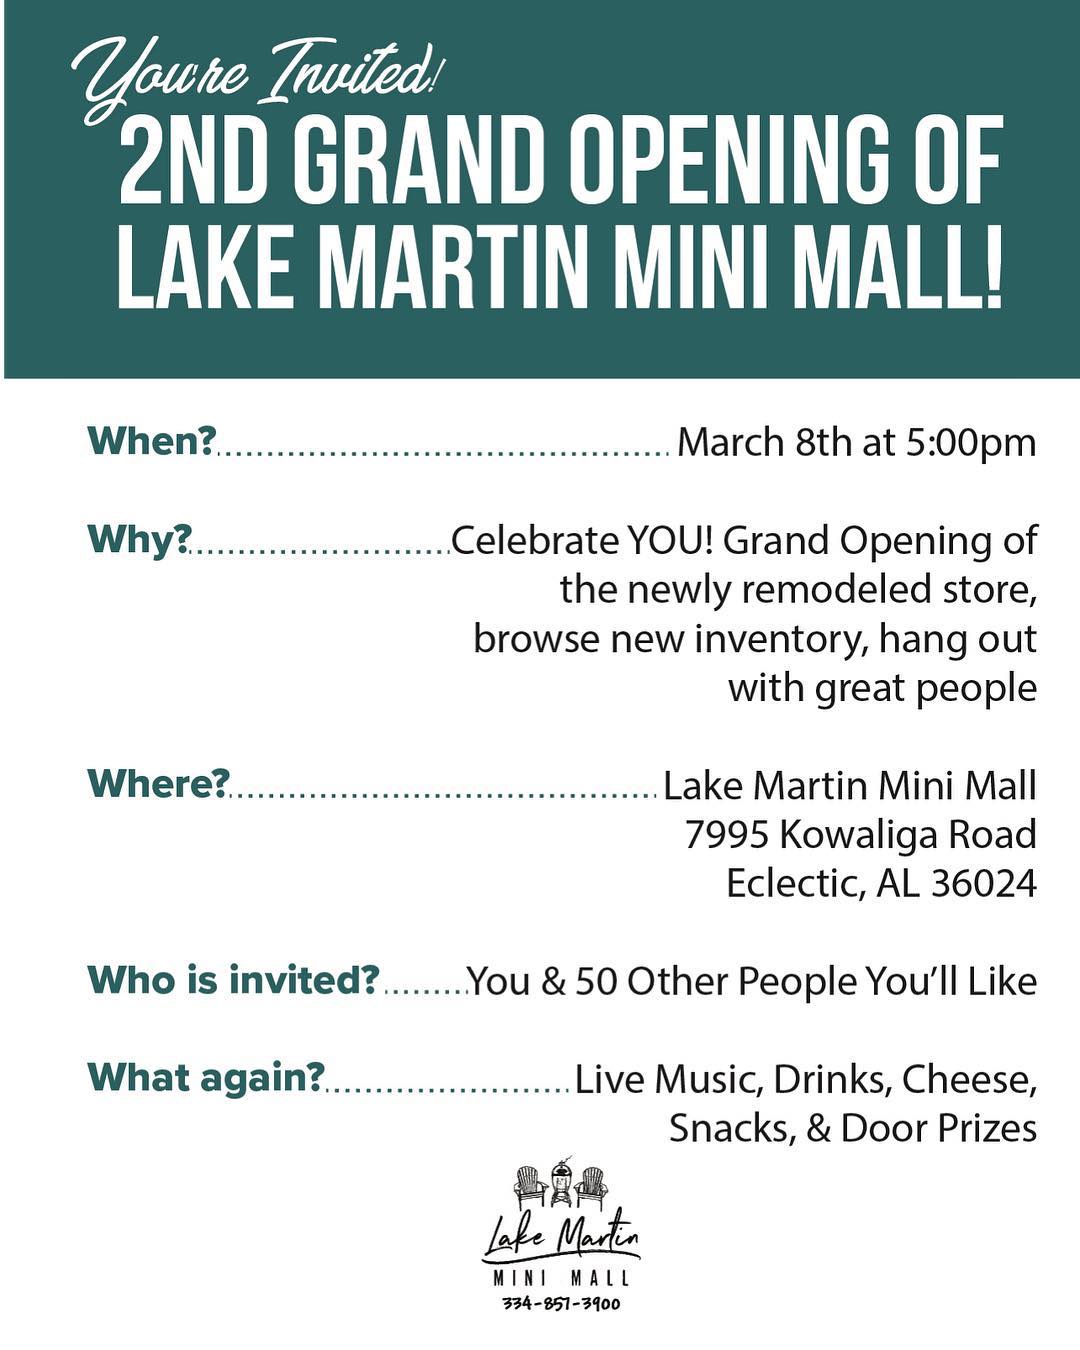 You're Invited!
2ND GRAND OPENING OF
LAKE MARTIN MINI MALL!
When?........................................ March 8th at 5:00pm
Why?.......................Celebrate YOU! Grand Opening of
the newly remodeled store,
browse new inventory, hang out
with great people
Where?...................................... Lake Martin Mini Mall
7995 Kowaliga Road
Eclectic, AL 36024
Who is invited?........You & 50 Other People You’ll Like
What again?...................... Live Music, Drinks, Cheese,
Snacks, & Door Prizes
Lake Martin
MINI MALL
334-857-3900